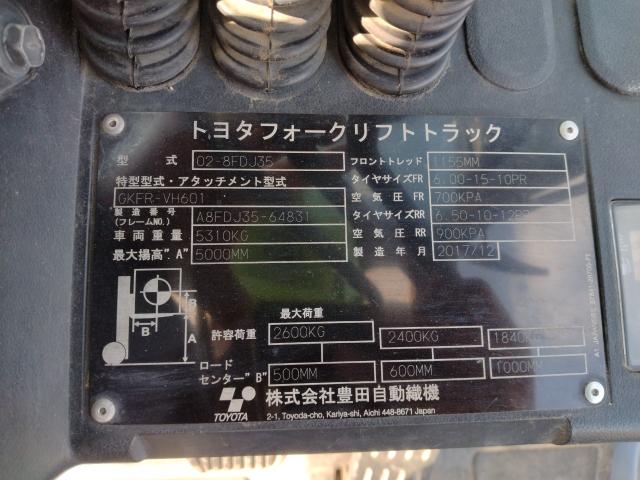 トヨタフォークリフトトラック
型式 02-8FDJ35 フロントトレッド 1155MM
特型型式・アタッチメント型式 タイヤサイズFR 6.00-15-10PR
GKFR-VH601 空気圧FR 700KPA
製造番号 (フレームNO.) A8FDJ35-64831 タイヤサイズRR 6.50-10-12PR
車両重量 5310KG 空気圧RR 900KPA
最大揚高"A" 5000MM 製造年月 2017/12
B
B
A
最大荷重
許容荷重 2600KG 2400KG 1840KG
ロード
センター"B" 500MM 600MM 1000MM
TOYOTA 株式会社豊田自動織機
2-1, Toyoda-cho, Kariya-shi, Aichi 448-8671 Japan